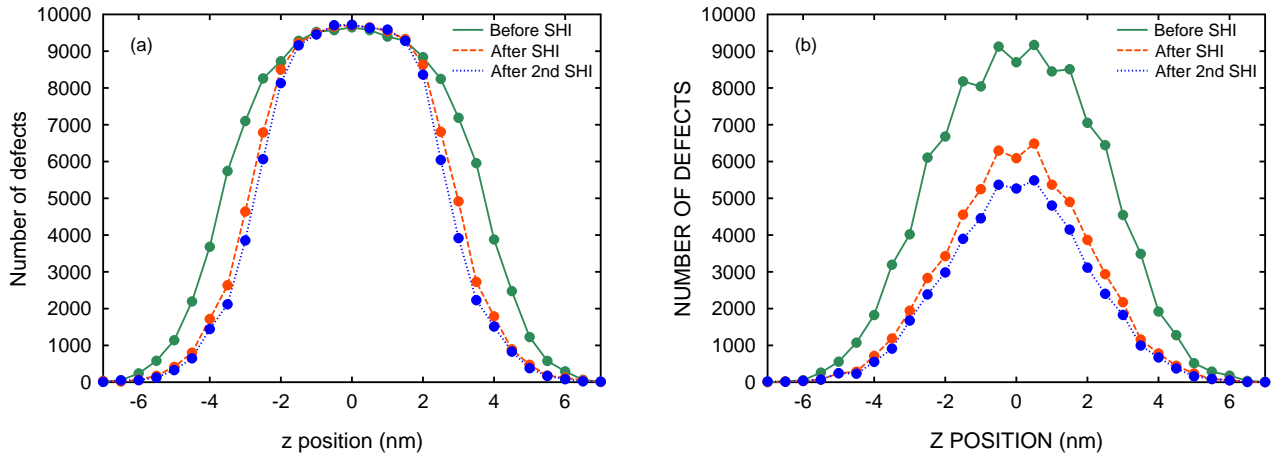 (a)
Before SHI
After SHI
After 2nd SHI
10000
9000
8000
7000
6000
5000
4000
3000
2000
1000
0
Number of defects
-6 -4 -2 0 2 4 6
z position (nm)
(b)
Before SHI
After SHI
After 2nd SHI
10000
9000
8000
7000
6000
5000
4000
3000
2000
1000
0
NUMBER OF DEFECTS
-6 -4 -2 0 2 4 6
Z POSITION (nm)